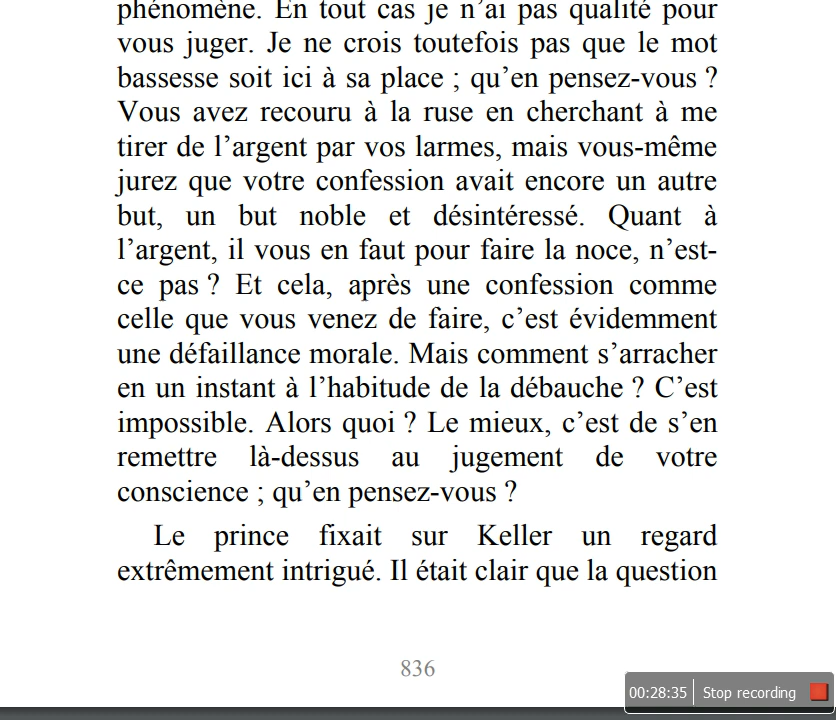 phénomène. En tout cas je n’ai pas qualité pour
vous juger. Je ne crois toutefois pas que le mot
bassesse soit ici à sa place ; qu’en pensez-vous ?
Vous avez recouru à la ruse en cherchant à me
tirer de l’argent par vos larmes, mais vous-même
jurez que votre confession avait encore un autre
but, un but noble et désintéressé. Quant à
l’argent, il vous en faut pour faire la noce, n’est-
ce pas ? Et cela, après une confession comme
celle que vous venez de faire, c’est évidemment
une défaillance morale. Mais comment s’arracher
en un instant à l’habitude de la débauche ? C’est
impossible. Alors quoi ? Le mieux, c’est de s’en
remettre là-dessus au jugement de votre
conscience ; qu’en pensez-vous ?
Le prince fixait sur Keller un regard
extrêmement intrigué. Il était clair que la question
836
00:28:35 Stop recording